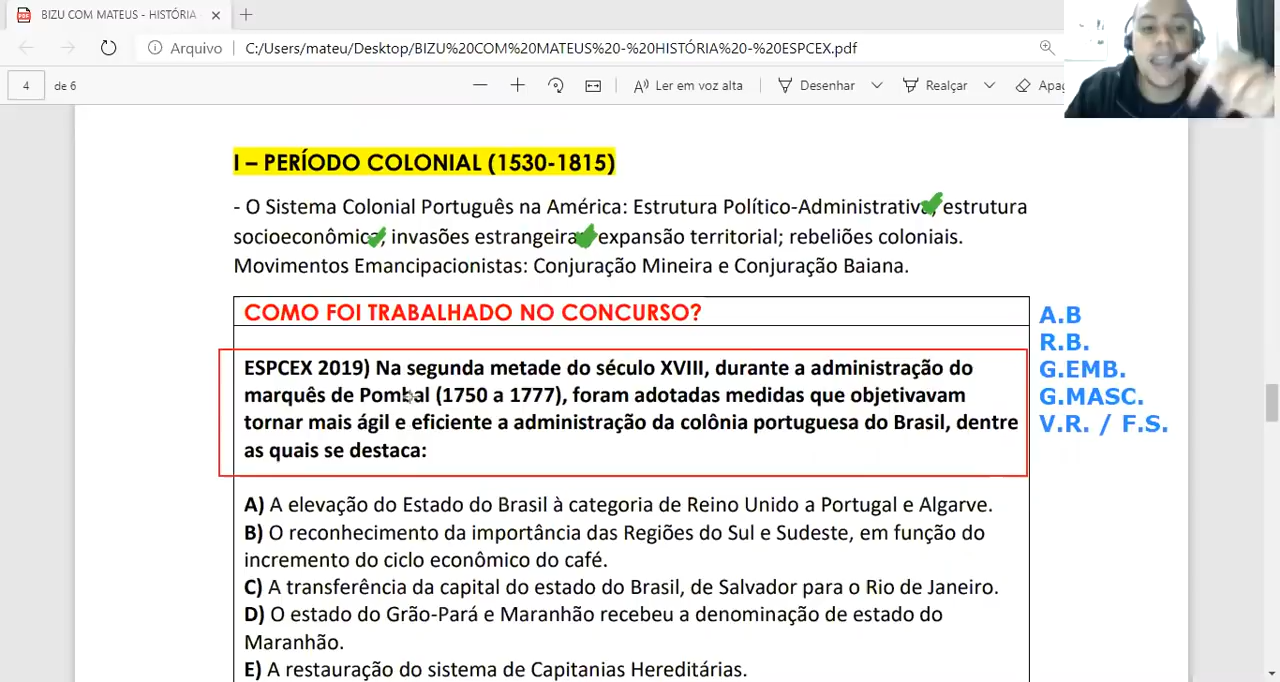 BIZU COM MATEUS - HISTÓRIA
Arquivo C:/Users/mateu/Desktop/BIZU%20COM%20MATEUS%20-%20HISTÓRIA%20-%20ESPCEX.pdf
4 de 6 Ler em voz alta Desenhar Realçar Apag
I – PERÍODO COLONIAL (1530-1815)
- O Sistema Colonial Português na América: Estrutura Político-Administrativa; estrutura
socioeconômica; invasões estrangeiras; expansão territorial; rebeliões coloniais.
Movimentos Emancipacionistas: Conjuração Mineira e Conjuração Baiana.
COMO FOI TRABALHADO NO CONCURSO?
ESPCEX 2019) Na segunda metade do século XVIII, durante a administração do
marquês de Pombal (1750 a 1777), foram adotadas medidas que objetivavam
tornar mais ágil e eficiente a administração da colônia portuguesa do Brasil, dentre
as quais se destaca:
A) A elevação do Estado do Brasil à categoria de Reino Unido a Portugal e Algarve.
B) O reconhecimento da importância das Regiões do Sul e Sudeste, em função do
incremento do ciclo econômico do café.
C) A transferência da capital do estado do Brasil, de Salvador para o Rio de Janeiro.
D) O estado do Grão-Pará e Maranhão recebeu a denominação de estado do
Maranhão.
E) A restauração do sistema de Capitanias Hereditárias.
A.B
R.B.
G.EMB.
G.MASC.
V.R. / F.S.